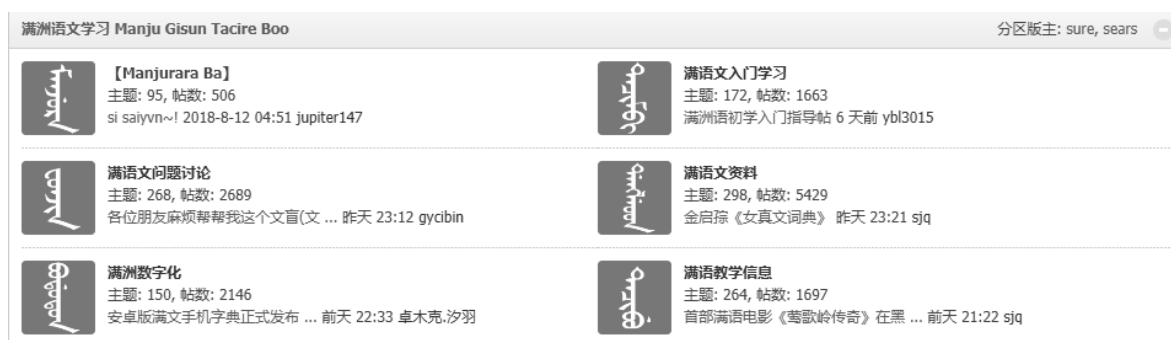 满洲语文学习 Manju Gisun Tacire Boo
分区版主: sure, sears
【Manjurara Ba】
主题: 95, 帖数: 506
si saiyvn~! 2018-8-12 04:51 jupiter147
满语文入门学习
主题: 172, 帖数: 1663
满洲语初学入门指导帖 6 天前 ybl3015
满语文问题讨论
主题: 268, 帖数: 2689
各位朋友麻烦帮帮我这个文盲(文 ... 昨天 23:12 gycibin
满语文资料
主题: 298, 帖数: 5429
金启孮《女真文词典》 昨天 23:21 sjq
满洲数字化
主题: 150, 帖数: 2146
安卓版满文手机字典正式发布 ... 前天 22:33 卓木克.汐羽
满语教学信息
主题: 264, 帖数: 1697
首部满语电影《莺歌岭传奇》在黑 ... 前天 21:22 sjq